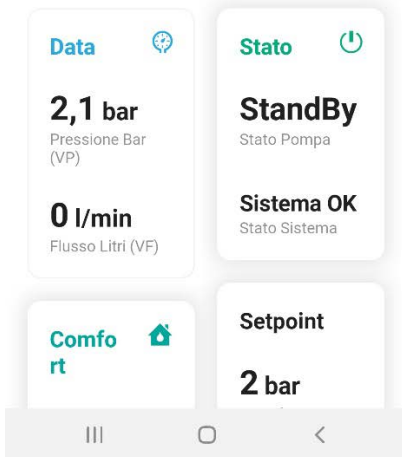 Data
2,1 bar
Pressione Bar
(VP)
0 l/min
Flusso Litri (VF)
Stato
StandBy
Stato Pompa
Sistema OK
Stato Sistema
Comfo
rt
Setpoint
2 bar